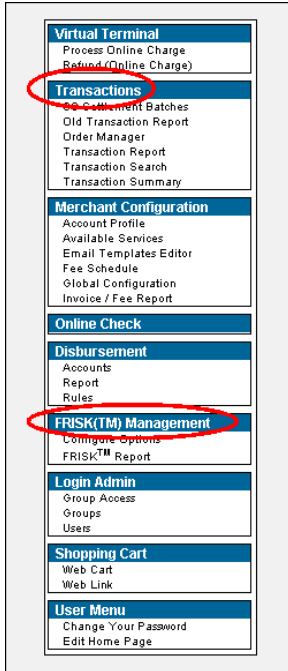 Virtual Terminal
Process Online Charge
Refund (Online Charge)
Transactions
CC Settlement Batches
Old Transaction Report
Order Manager
Transaction Report
Transaction Search
Transaction Summary
Merchant Configuration
Account Profile
Available Services
Email Templates Editor
Fee Schedule
Global Configuration
Invoice / Fee Report
Online Check
Disbursement
Accounts
Report
Rules
FRISK(TM) Management
Configure Options
FRISK™ Report
Login Admin
Group Access
Groups
Users
Shopping Cart
Web Cart
Web Link
User Menu
Change Your Password
Edit Home Page